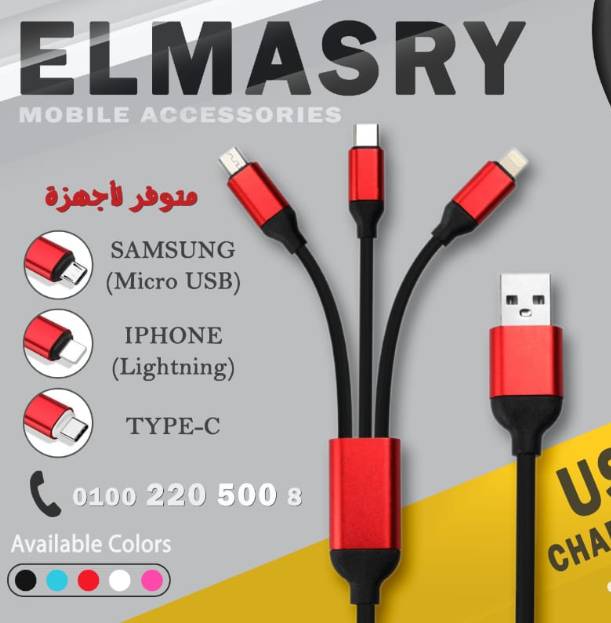 ELMASRY
MOBILE ACCESSORIES
متوفر لأجهزة
SAMSUNG
(Micro USB)
IPHONE
(Lightning)
TYPE-C
0100 220 500 8
Available Colors